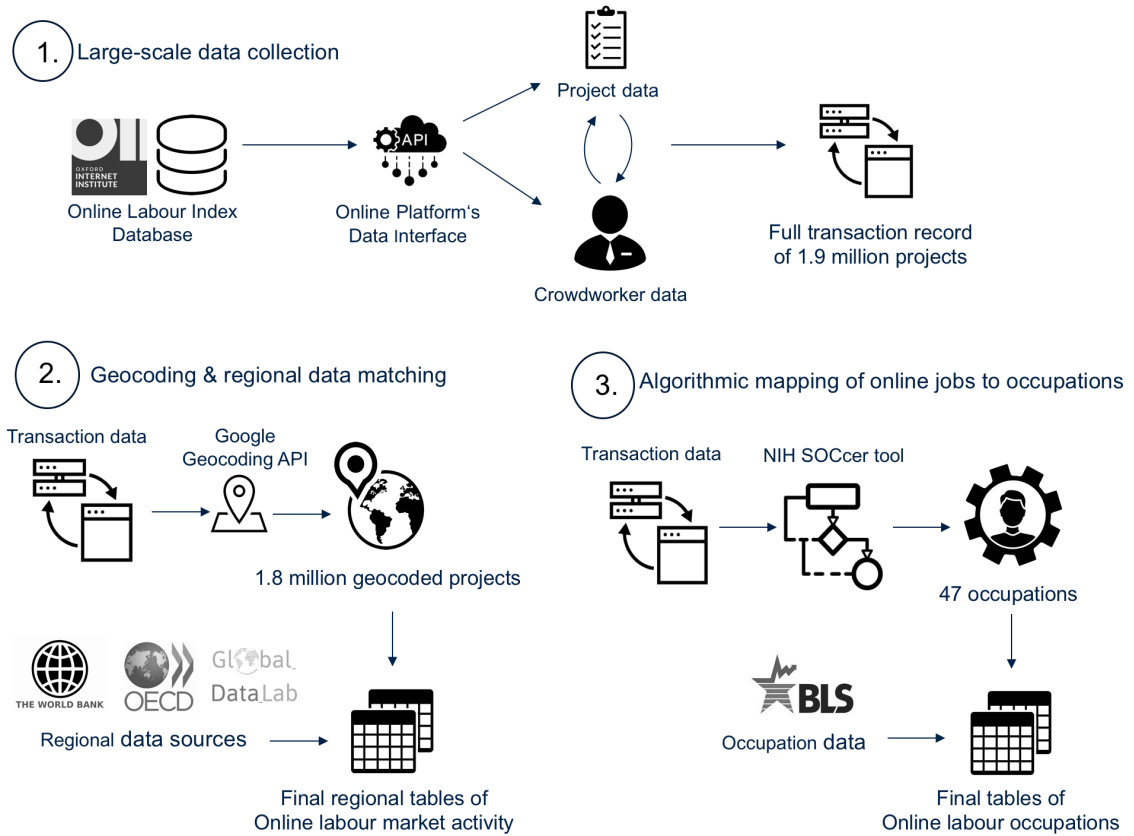 1.
Large-scale data collection
Project data
API
OII
OXFORD
INTERNET
INSTITUTE
Online Labour Index
Database
Online Platform‘s
Data Interface
Full transaction record
of 1.9 million projects
Crowdworker data
2.
Geocoding & regional data matching
Transaction data
Google
Geocoding API
1.8 million geocoded projects
THE WORLD BANK
OECD
Global_
Data_Lab
Regional data sources
Final regional tables of
Online labour market activity
3.
Algorithmic mapping of online jobs to occupations
Transaction data
NIH SOCcer tool
47 occupations
BLS
Occupation data
Final tables of
Online labour occupations